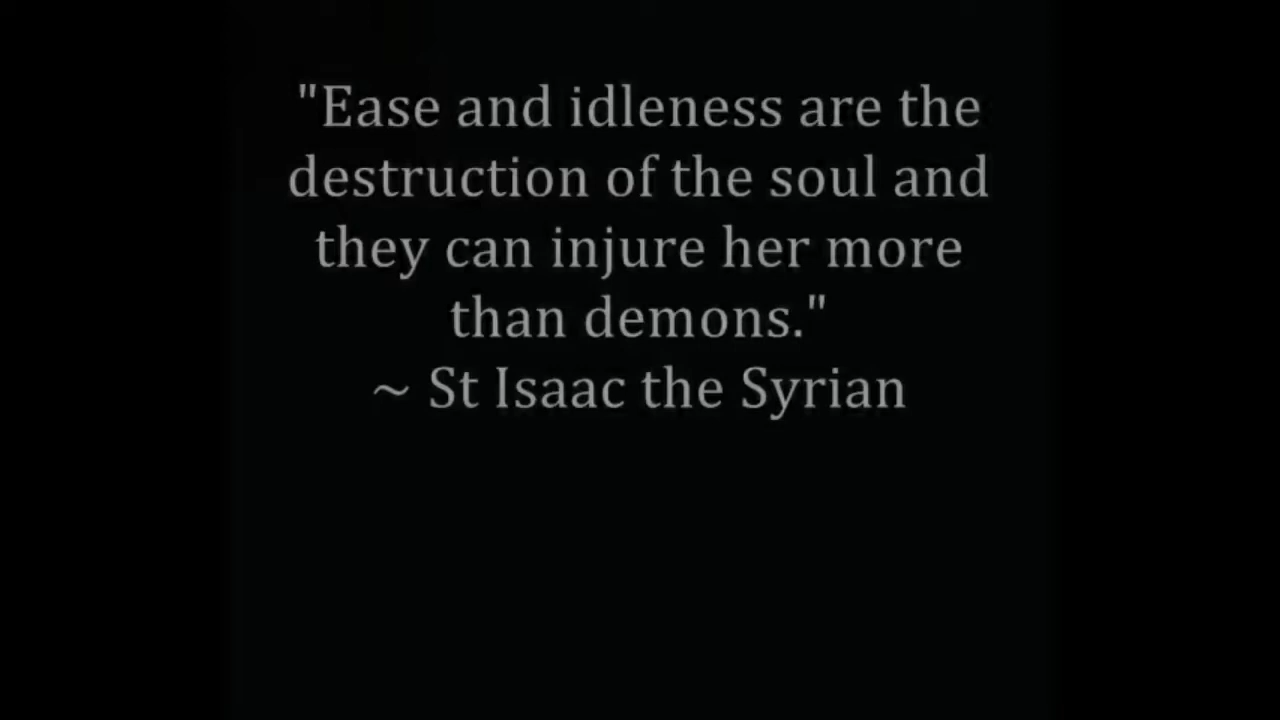 "Ease and idleness are the
destruction of the soul and
they can injure her more
than demons."
~ St Isaac the Syrian